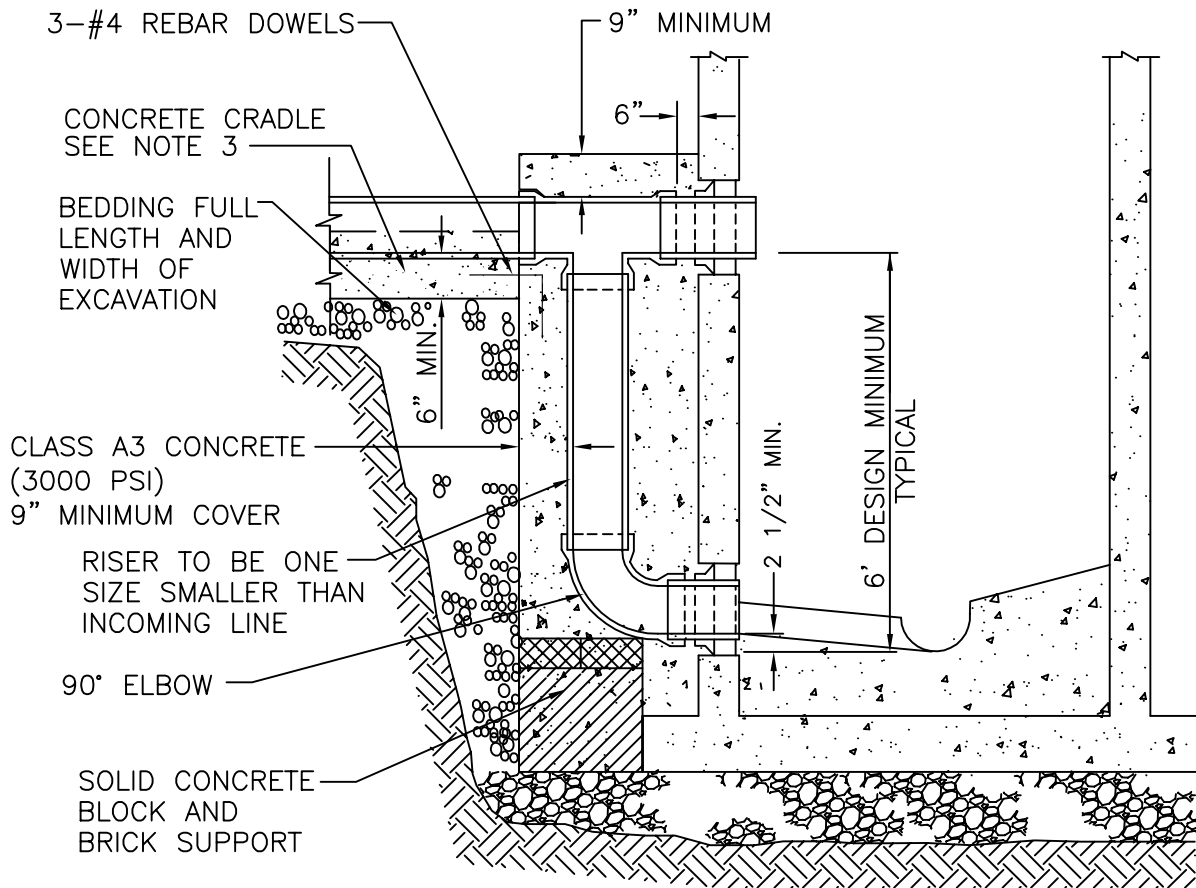 3-#4 REBAR DOWELS
9” MINIMUM
6”
CONCRETE CRADLE
SEE NOTE 3
BEDDING FULL
LENGTH AND
WIDTH OF
EXCAVATION
6” MIN.
CLASS A3 CONCRETE
(3000 PSI)
9” MINIMUM COVER
RISER TO BE ONE
SIZE SMALLER THAN
INCOMING LINE
90° ELBOW
SOLID CONCRETE
BLOCK AND
BRICK SUPPORT
2 1/2” MIN.
6’ DESIGN MINIMUM
TYPICAL